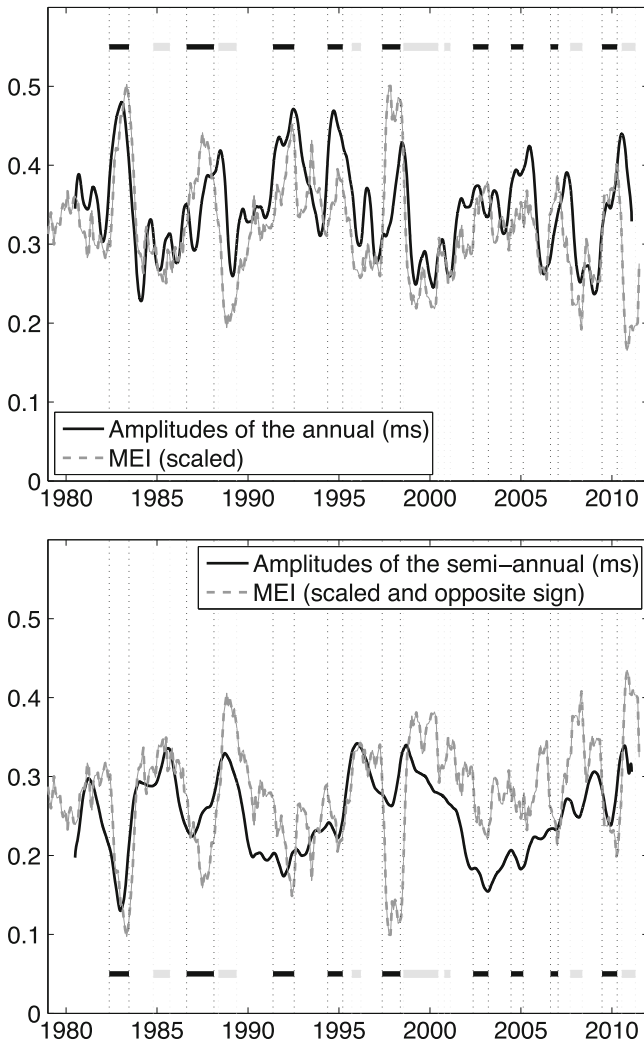 0.5
0.4
0.3
0.2
0.1
0
Amplitudes of the annual (ms)
MEI (scaled)
1980 1985 1990 1995 2000 2005 2010
Amplitudes of the semi−annual (ms)
MEI (scaled and opposite sign)
0.5
0.4
0.3
0.2
0.1
0
1980 1985 1990 1995 2000 2005 2010